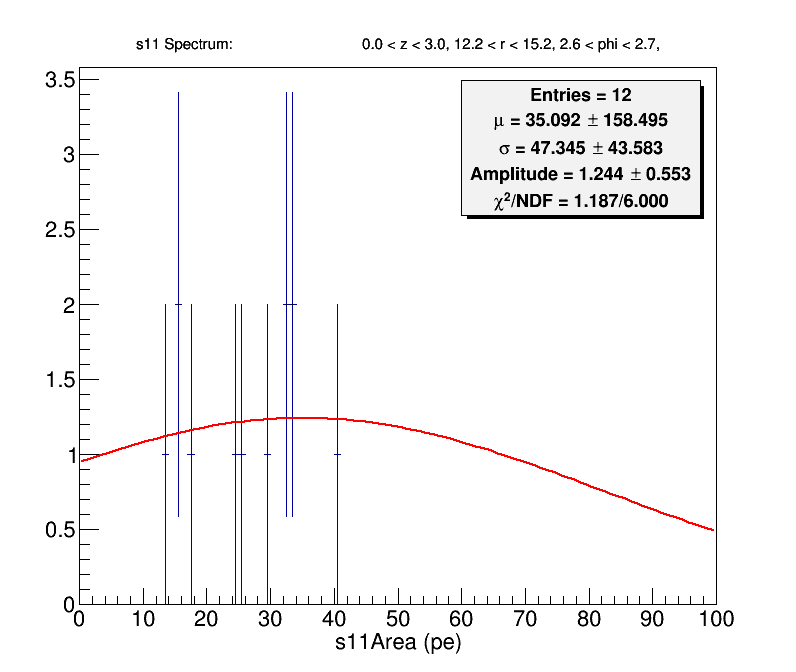 s11 Spectrum: 0.0 < z < 3.0, 12.2 < r < 15.2, 2.6 < phi < 2.7,
Entries = 12
μ = 35.092 ± 158.495
σ = 47.345 ± 43.583
Amplitude = 1.244 ± 0.553
χ²/NDF = 1.187/6.000
3.5
3
2.5
2
1.5
1
0.5
0
0 10 20 30 40 50 60 70 80 90 100
s11Area (pe)